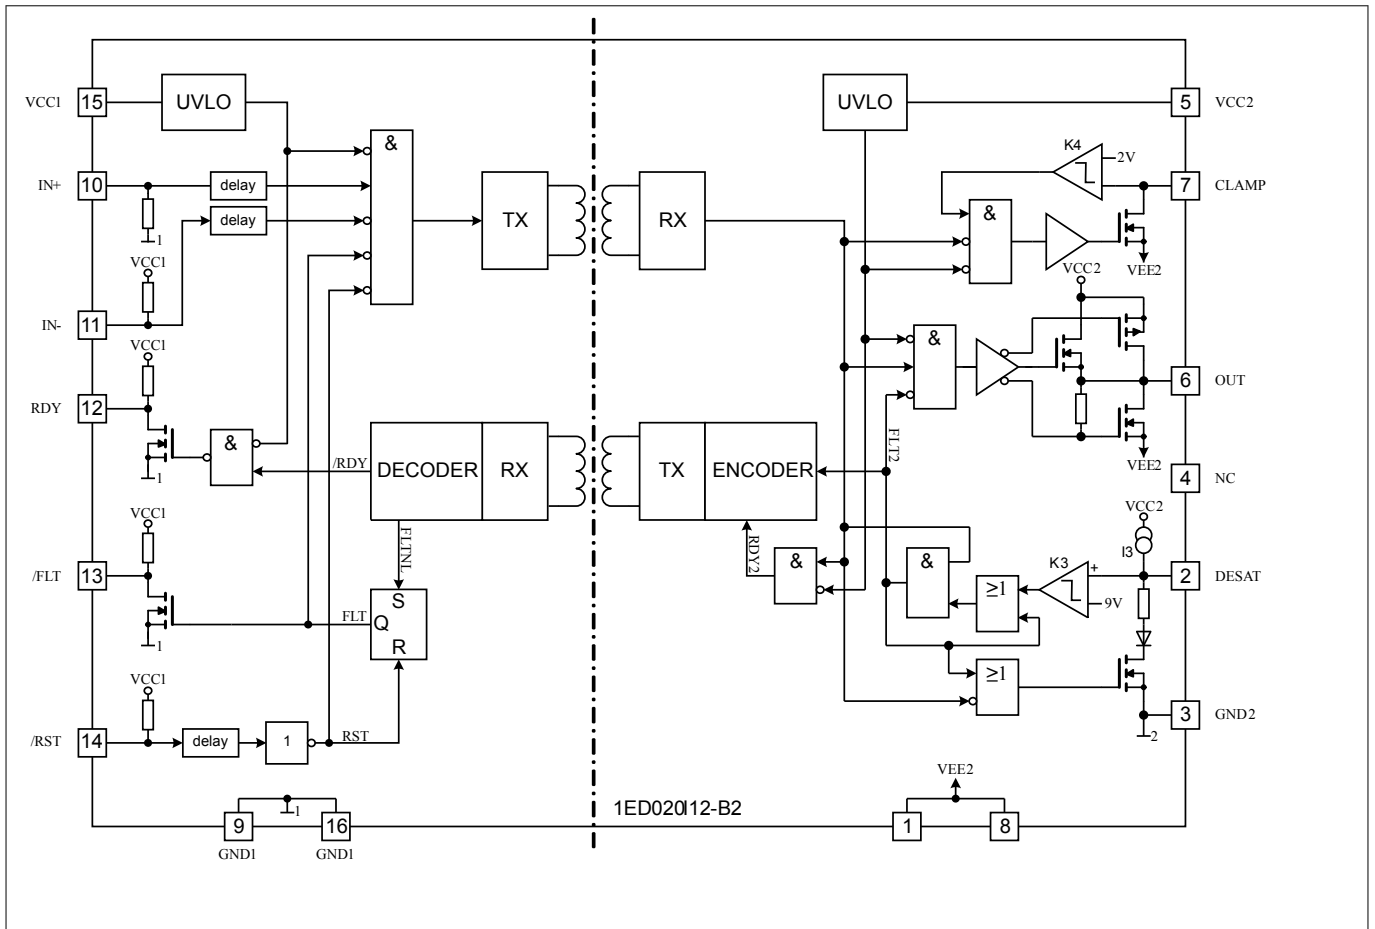 VCC1 15 UVLO UVLO 5 VCC2
& K4 2V
IN+ 10 delay 7 CLAMP
delay TX RX &
1
VCC1 VEE2
VCC2
IN- 11
VCC1 &
6 OUT
RDY 12
& FLT2
VEE2
1 /RDY DECODER RX TX ENCODER 4 NC
VCC1 VCC2
FLTNL RDY2 I3
& & K3 +
/FLT 13 2 DESAT
≥1 9V
S
FLT Q
1 R
≥1
VCC1
/RST 14 delay 1 RST 3 GND2
2
VEE2
1 1ED020I12-B2
9 16 1 8
GND1 GND1